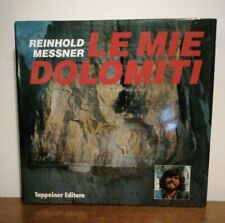 REINHOLD
MESSNER
LE MIE
DOLOMITI
Tappeiner Editore